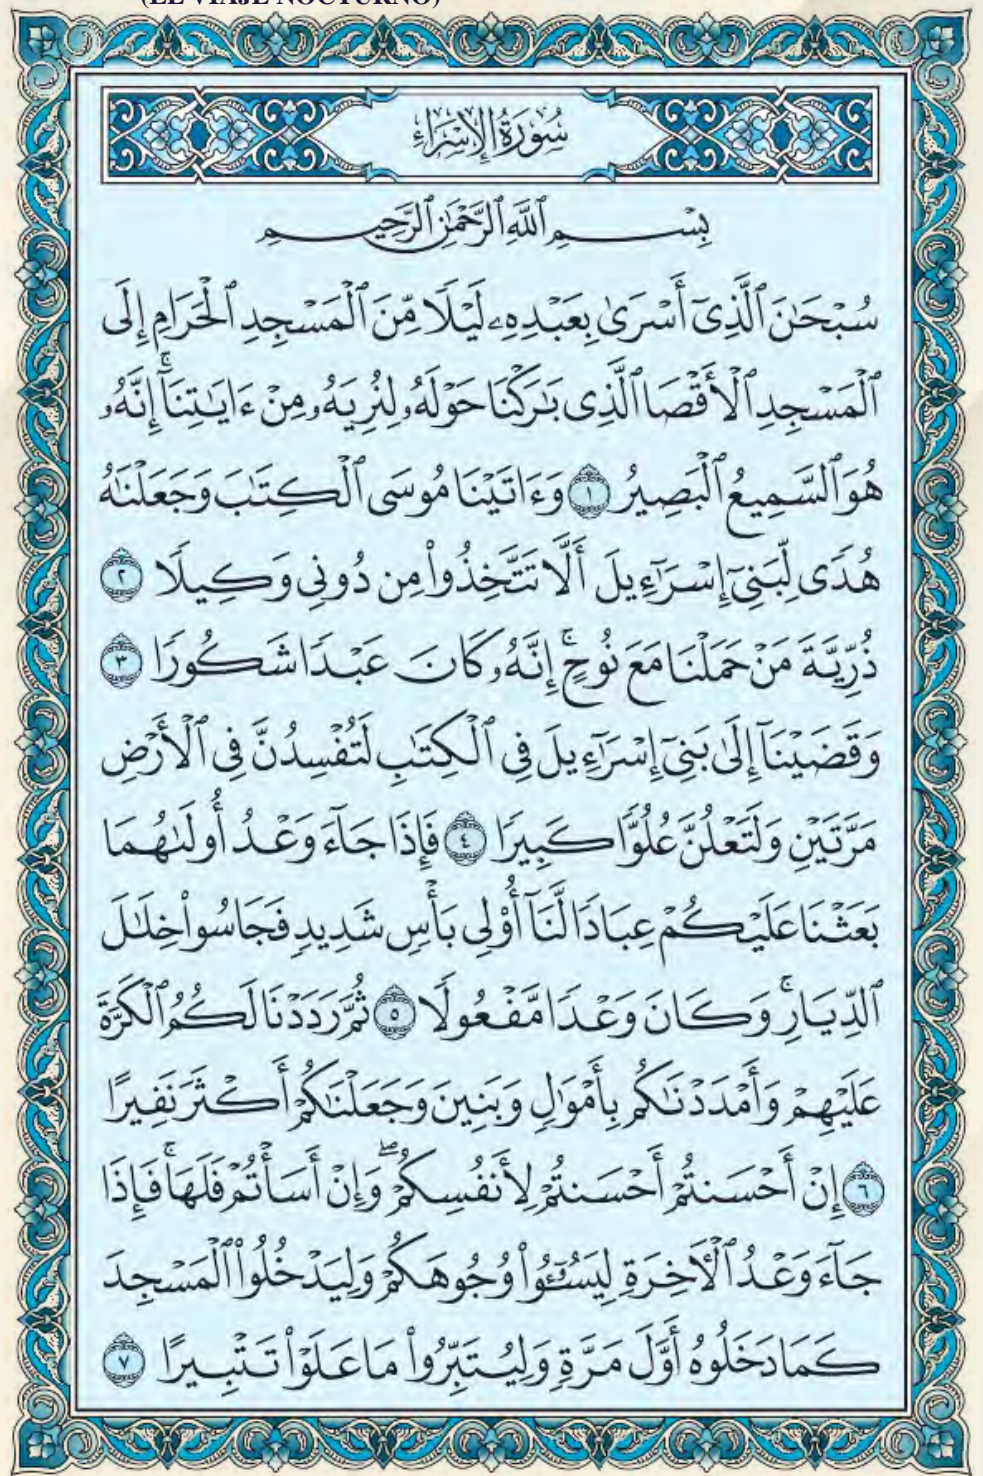 (EL VIAJE NOCTURNO)
سُورَةُ الإِسۡرَاءِ
بِسۡمِ ٱللَّهِ ٱلرَّحۡمَٰنِ ٱلرَّحِيمِ
سُبۡحَٰنَ ٱلَّذِيٓ أَسۡرَىٰ بِعَبۡدِهِۦ لَيۡلٗا مِّنَ ٱلۡمَسۡجِدِ ٱلۡحَرَامِ إِلَى
ٱلۡمَسۡجِدِ ٱلۡأَقۡصَا ٱلَّذِي بَٰرَكۡنَا حَوۡلَهُۥ لِنُرِيَهُۥ مِنۡ ءَايَٰتِنَآۚ إِنَّهُۥ
هُوَ ٱلسَّمِيعُ ٱلۡبَصِيرُ ١ وَءَاتَيۡنَا مُوسَى ٱلۡكِتَٰبَ وَجَعَلۡنَٰهُ
هُدٗى لِّبَنِيٓ إِسۡرَٰٓءِيلَ أَلَّا تَتَّخِذُواْ مِن دُونِي وَكِيلٗا ٢
ذُرِّيَّةَ مَنۡ حَمَلۡنَا مَعَ نُوحٍۚ إِنَّهُۥ كَانَ عَبۡدٗا شَكُورٗا ٣
وَقَضَيۡنَآ إِلَىٰ بَنِيٓ إِسۡرَٰٓءِيلَ فِي ٱلۡكِتَٰبِ لَتُفۡسِدُنَّ فِي ٱلۡأَرۡضِ
مَرَّتَيۡنِ وَلَتَعۡلُنَّ عُلُوّٗا كَبِيرٗا ٤ فَإِذَا جَآءَ وَعۡدُ أُولَىٰهُمَا
بَعَثۡنَا عَلَيۡكُمۡ عِبَادٗا لَّنَآ أُوْلِي بَأۡسٖ شَدِيدٖ فَجَاسُواْ خِلَٰلَ
ٱلدِّيَارِۚ وَكَانَ وَعۡدٗا مَّفۡعُولٗا ٥ ثُمَّ رَدَدۡنَا لَكُمُ ٱلۡكَرَّةَ
عَلَيۡهِمۡ وَأَمۡدَدۡنَٰكُم بِأَمۡوَٰلٖ وَبَنِينَ وَجَعَلۡنَٰكُمۡ أَكۡثَرَ نَفِيرًا
٦ إِنۡ أَحۡسَنتُمۡ أَحۡسَنتُمۡ لِأَنفُسِكُمۡۖ وَإِنۡ أَسَأۡتُمۡ فَلَهَاۚ فَإِذَا
جَآءَ وَعۡدُ ٱلۡأٓخِرَةِ لِيَسُـُٔواْ وُجُوهَكُمۡ وَلِيَدۡخُلُواْ ٱلۡمَسۡجِدَ
كَمَا دَخَلُوهُ أَوَّلَ مَرَّةٖ وَلِيُتَبِّرُواْ مَا عَلَوۡاْ تَتۡبِيرًا ٧